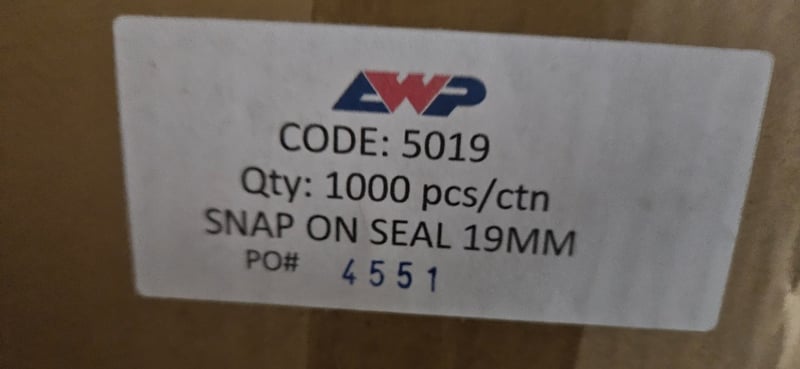 AWP
CODE: 5019
Qty: 1000 pcs/ctn
SNAP ON SEAL 19MM
PO# 4551